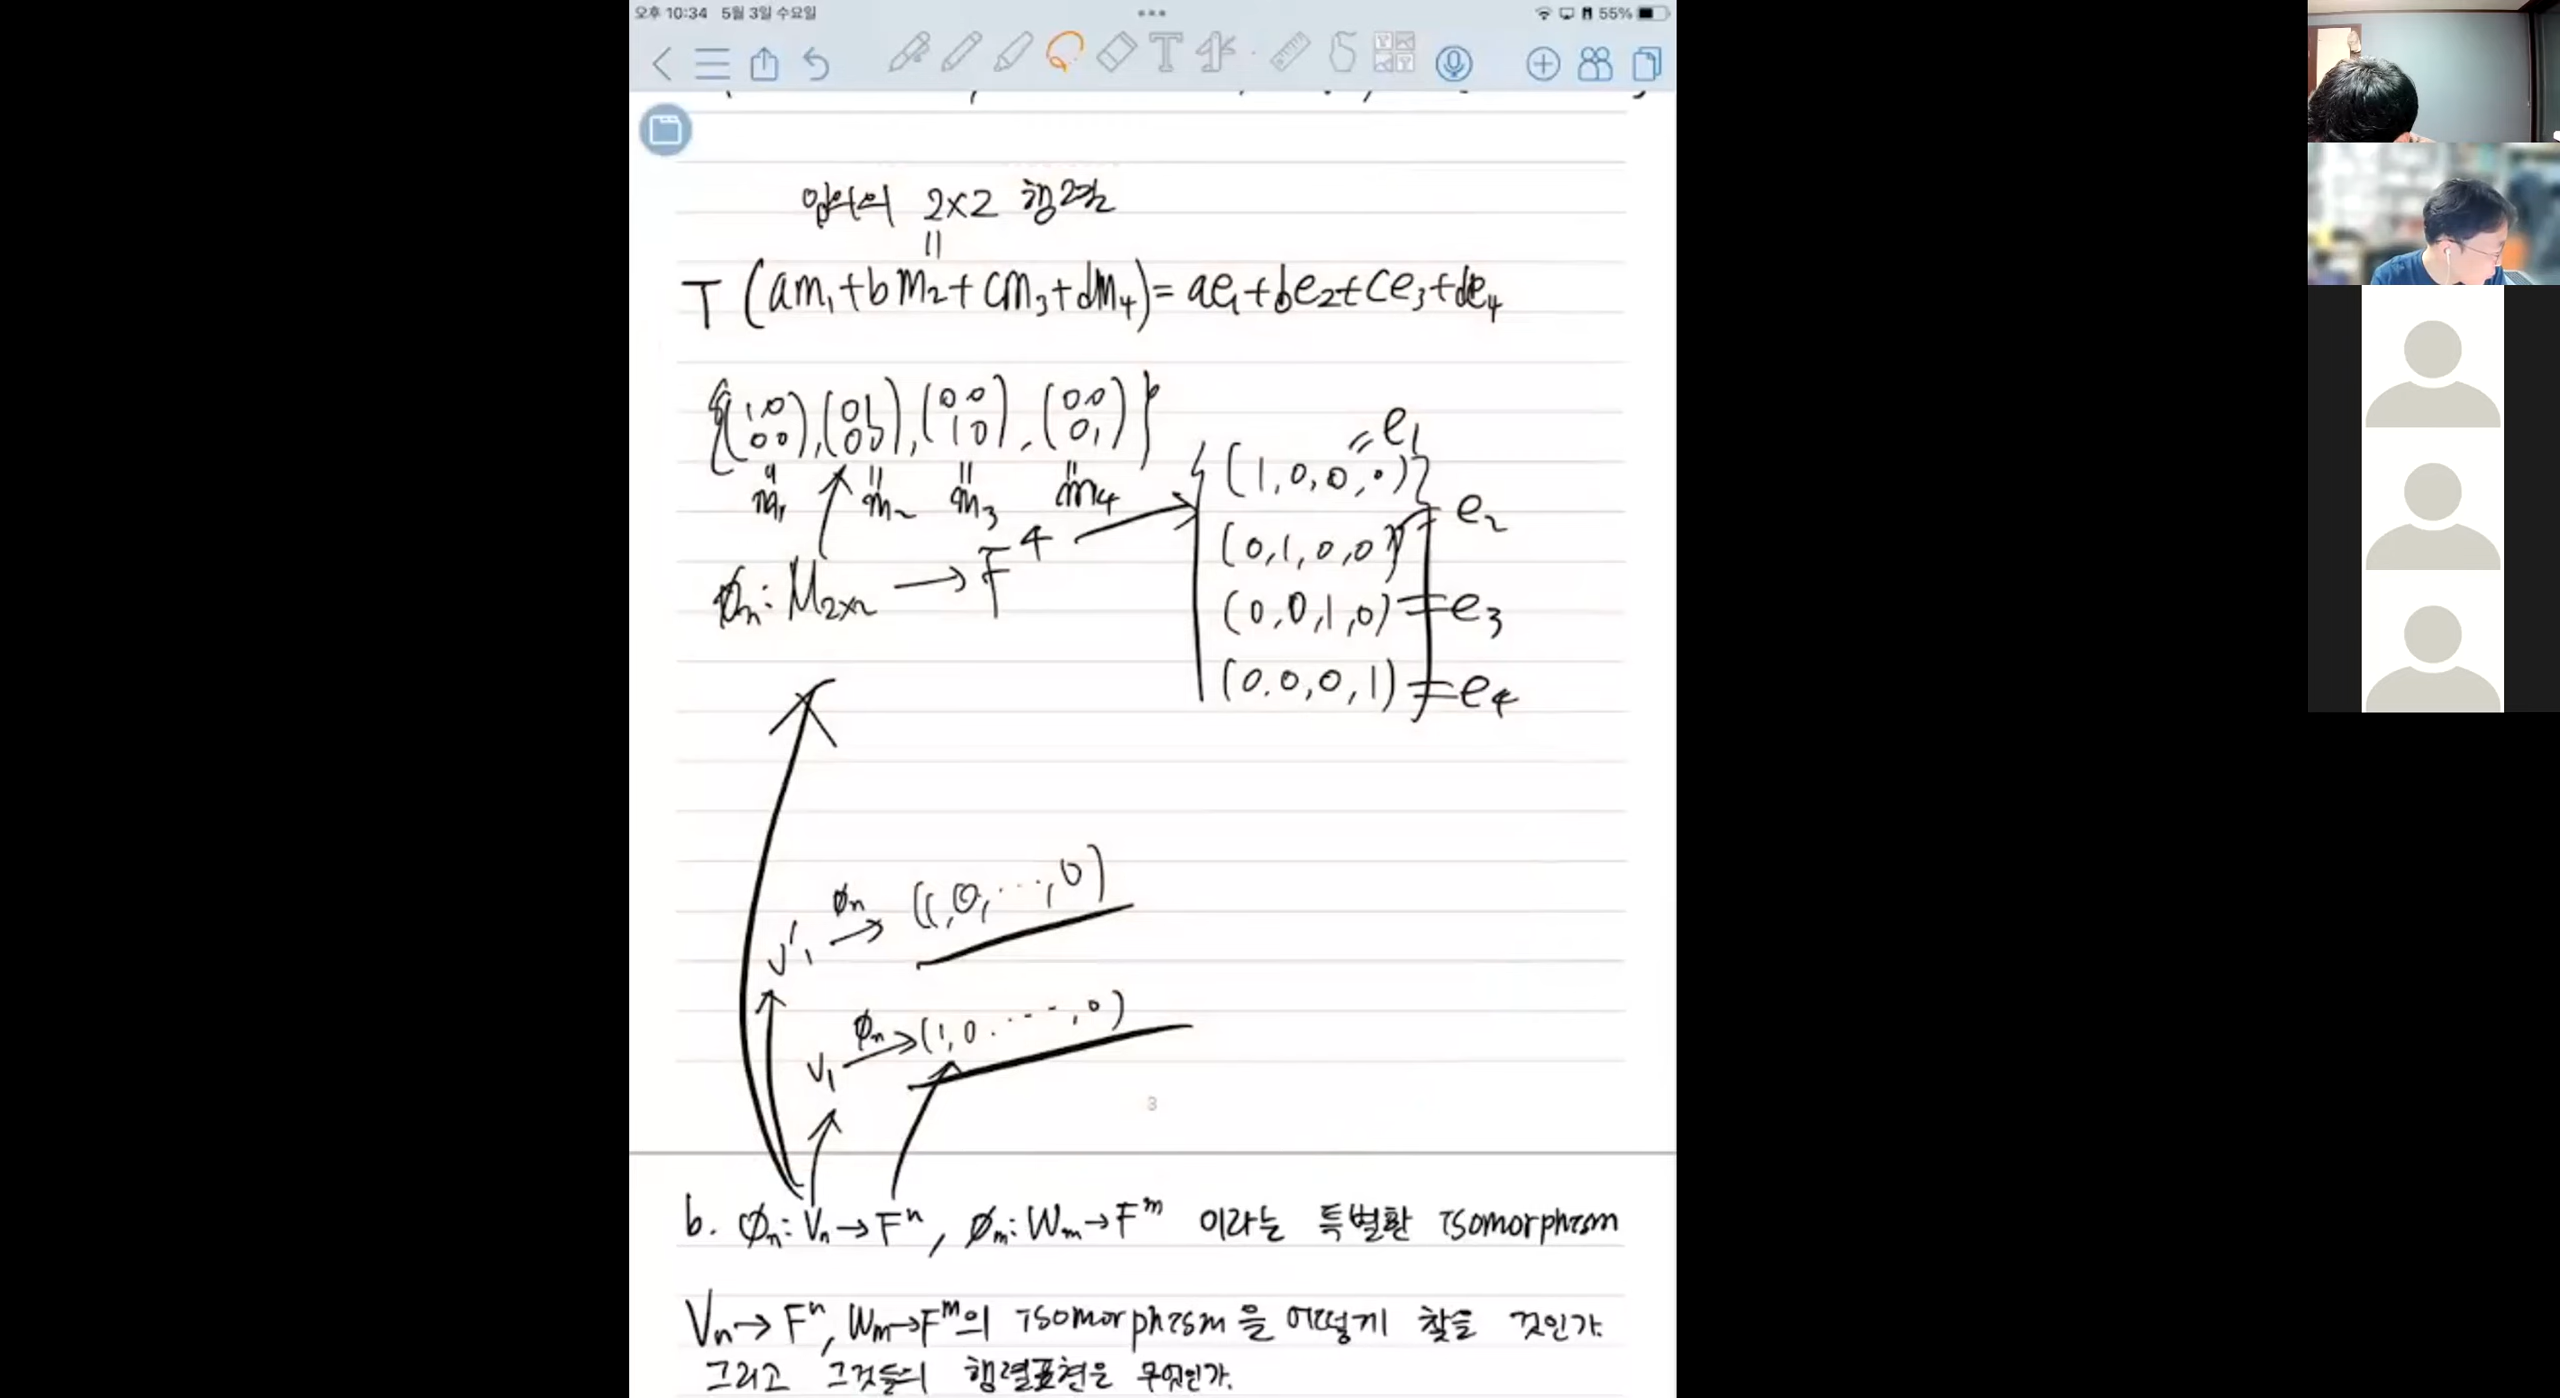 오후 10:34 5월 3일 수요일
55%
임의의 2×2 행렬
||
T (am₁+bm₂+cm₃+dm₄)= ae₁+be₂+ce₃+de₄
{(1 0 0 0), (0 1 0 0), (0 0 1 0), (0 0 0 1)}
m₁ m₂ m₃ m₄
{(1,0,0,0)} = e₁
(0,1,0,0) = e₂
(0,0,1,0) = e₃
(0,0,0,1) = e₄
ϕₙ: M₂ₓ₂ → F⁴
v'₁ ϕₙ→ (1,0,⋯,0)
v₁ ϕₙ→ (1,0⋯,0)
3
b. ϕₙ: Vₙ→Fⁿ, ϕₘ: Wₘ→Fᵐ 이라는 특별환 isomorphism
Vₙ→Fⁿ, Wₘ→Fᵐ의 isomorphism을 어떻게 찾을 것인가.
그리고 그것들의 행렬표현은 무엇인가.